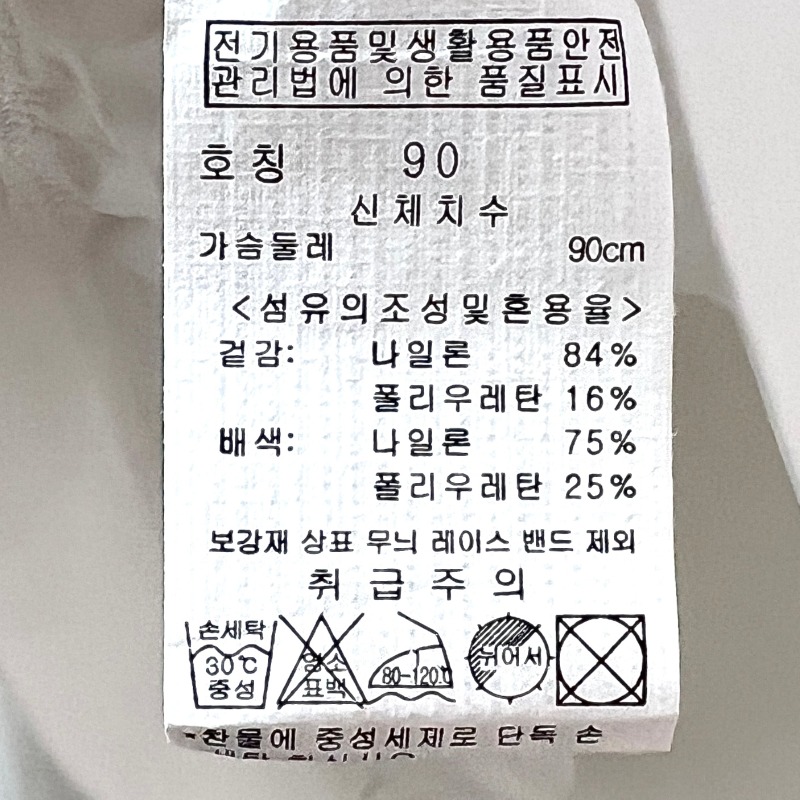 전기용품및생활용품안전
관리법에 의한 품질표시
호칭 90
신체치수
가슴둘레 90cm
<섬유의조성및혼용율>
겉감: 나일론 84%
폴리우레탄 16%
배색: 나일론 75%
폴리우레탄 25%
보강재 상표 무늬 레이스 밴드 제외
취급주의
손세탁
30℃
중성
염소
표백
80-120℃
뉘어서
*찬물에 중성세제로 단독 손